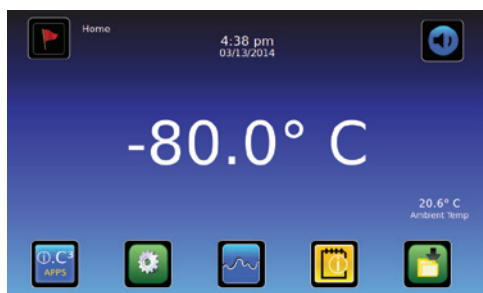 Home
4:38 pm
03/13/2014
-80.0° C
20.6° C
Ambient Temp
i.C³
APPS